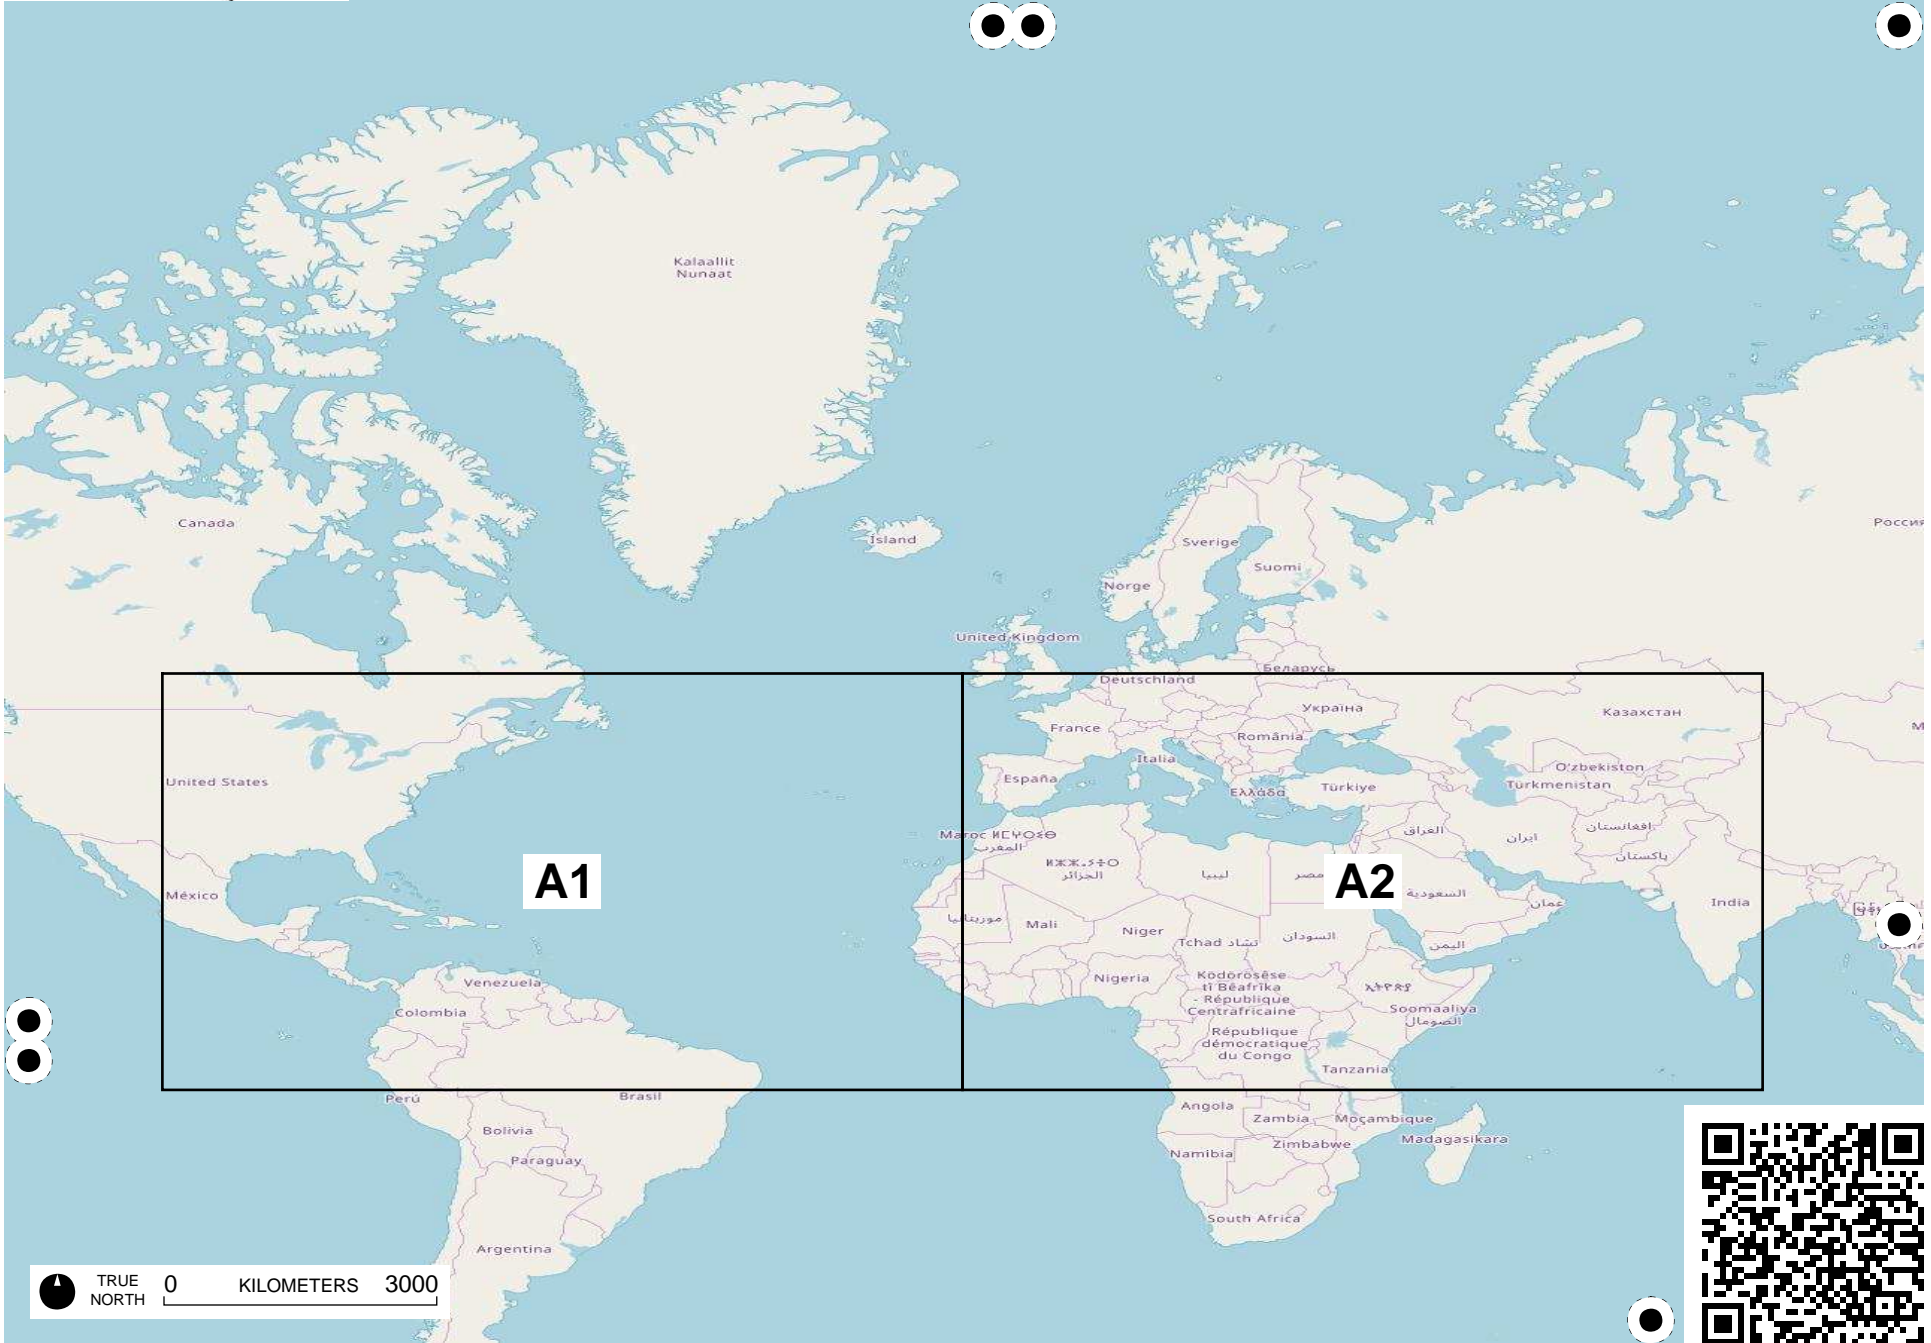 Kalaallit
Nunaat
Canada
Ísland
Sverige
Suomi
Norge
Россия
United Kingdom
Беларусь
Deutschland
Україна
Казахстан
France
România
Italia
O'zbekiston
España
Türkmenistan
Ελλάδα
Türkiye
United States
Maroc ⵍⵎⵖⵔⵉⴱ
المغرب
العراق
ایران
افغانستان
پاکستان
الجزائر
ليبيا
مصر
السعودية
A1
A2
México
India
عمان
موريتانيا
Mali
Niger
Tchad تشاد
السودان
اليمن
Venezuela
Nigeria
Ködörösêse
tî Bêafrîka
- République
Centrafricaine
Colombia
Soomaaliya
الصومال
République
démocratique
du Congo
Tanzania
Perú
Brasil
Angola
Zambia
Moçambique
Bolivia
Zimbabwe
Madagasikara
Paraguay
Namibia
South Africa
Argentina
TRUE
NORTH
0 KILOMETERS 3000